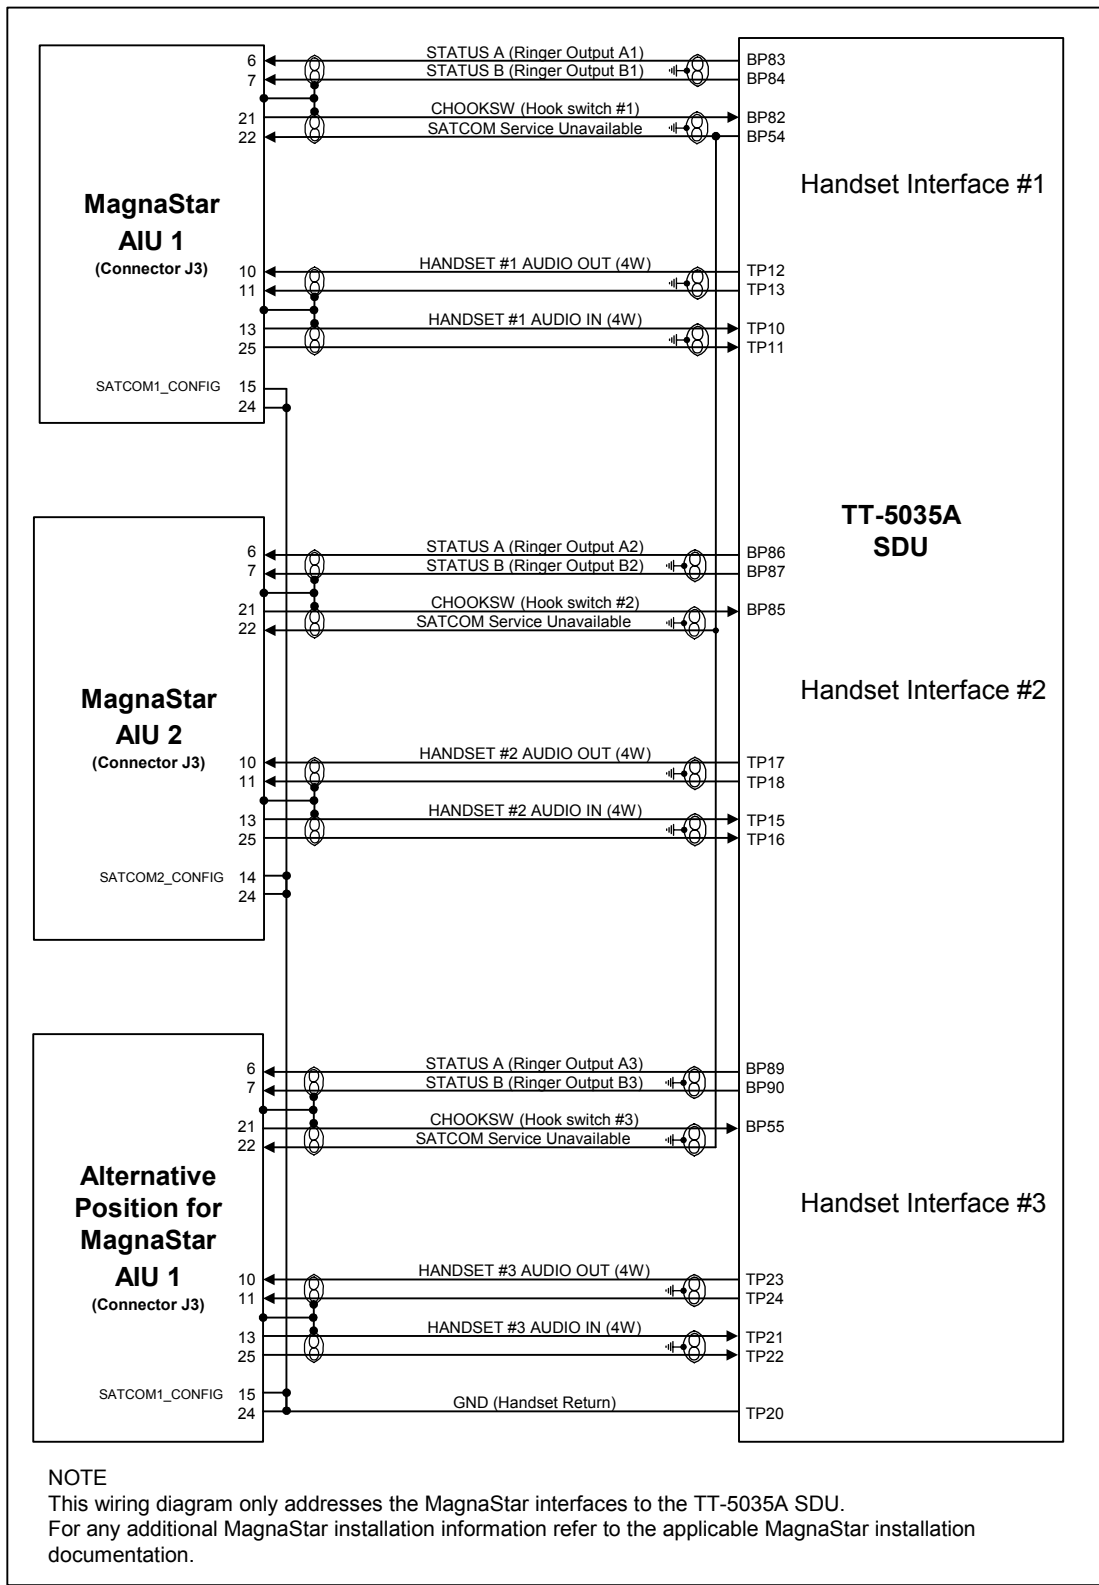 6 STATUS A (Ringer Output A1) BP83
7 STATUS B (Ringer Output B1) BP84
21 CHOOKSW (Hook switch #1) BP82
22 SATCOM Service Unavailable BP54
Handset Interface #1
MagnaStar
AIU 1
(Connector J3)
10 HANDSET #1 AUDIO OUT (4W) TP12
11 TP13
13 HANDSET #1 AUDIO IN (4W) TP10
25 TP11
SATCOM1_CONFIG 15
24
TT-5035A
SDU
6 STATUS A (Ringer Output A2) BP86
7 STATUS B (Ringer Output B2) BP87
21 CHOOKSW (Hook switch #2) BP85
22 SATCOM Service Unavailable
Handset Interface #2
MagnaStar
AIU 2
(Connector J3)
10 HANDSET #2 AUDIO OUT (4W) TP17
11 TP18
13 HANDSET #2 AUDIO IN (4W) TP15
25 TP16
SATCOM2_CONFIG 14
24
6 STATUS A (Ringer Output A3) BP89
7 STATUS B (Ringer Output B3) BP90
21 CHOOKSW (Hook switch #3) BP55
22 SATCOM Service Unavailable
Handset Interface #3
Alternative
Position for
MagnaStar
AIU 1
(Connector J3)
10 HANDSET #3 AUDIO OUT (4W) TP23
11 TP24
13 HANDSET #3 AUDIO IN (4W) TP21
25 TP22
SATCOM1_CONFIG 15
24 GND (Handset Return) TP20
NOTE
This wiring diagram only addresses the MagnaStar interfaces to the TT-5035A SDU.
For any additional MagnaStar installation information refer to the applicable MagnaStar installation
documentation.